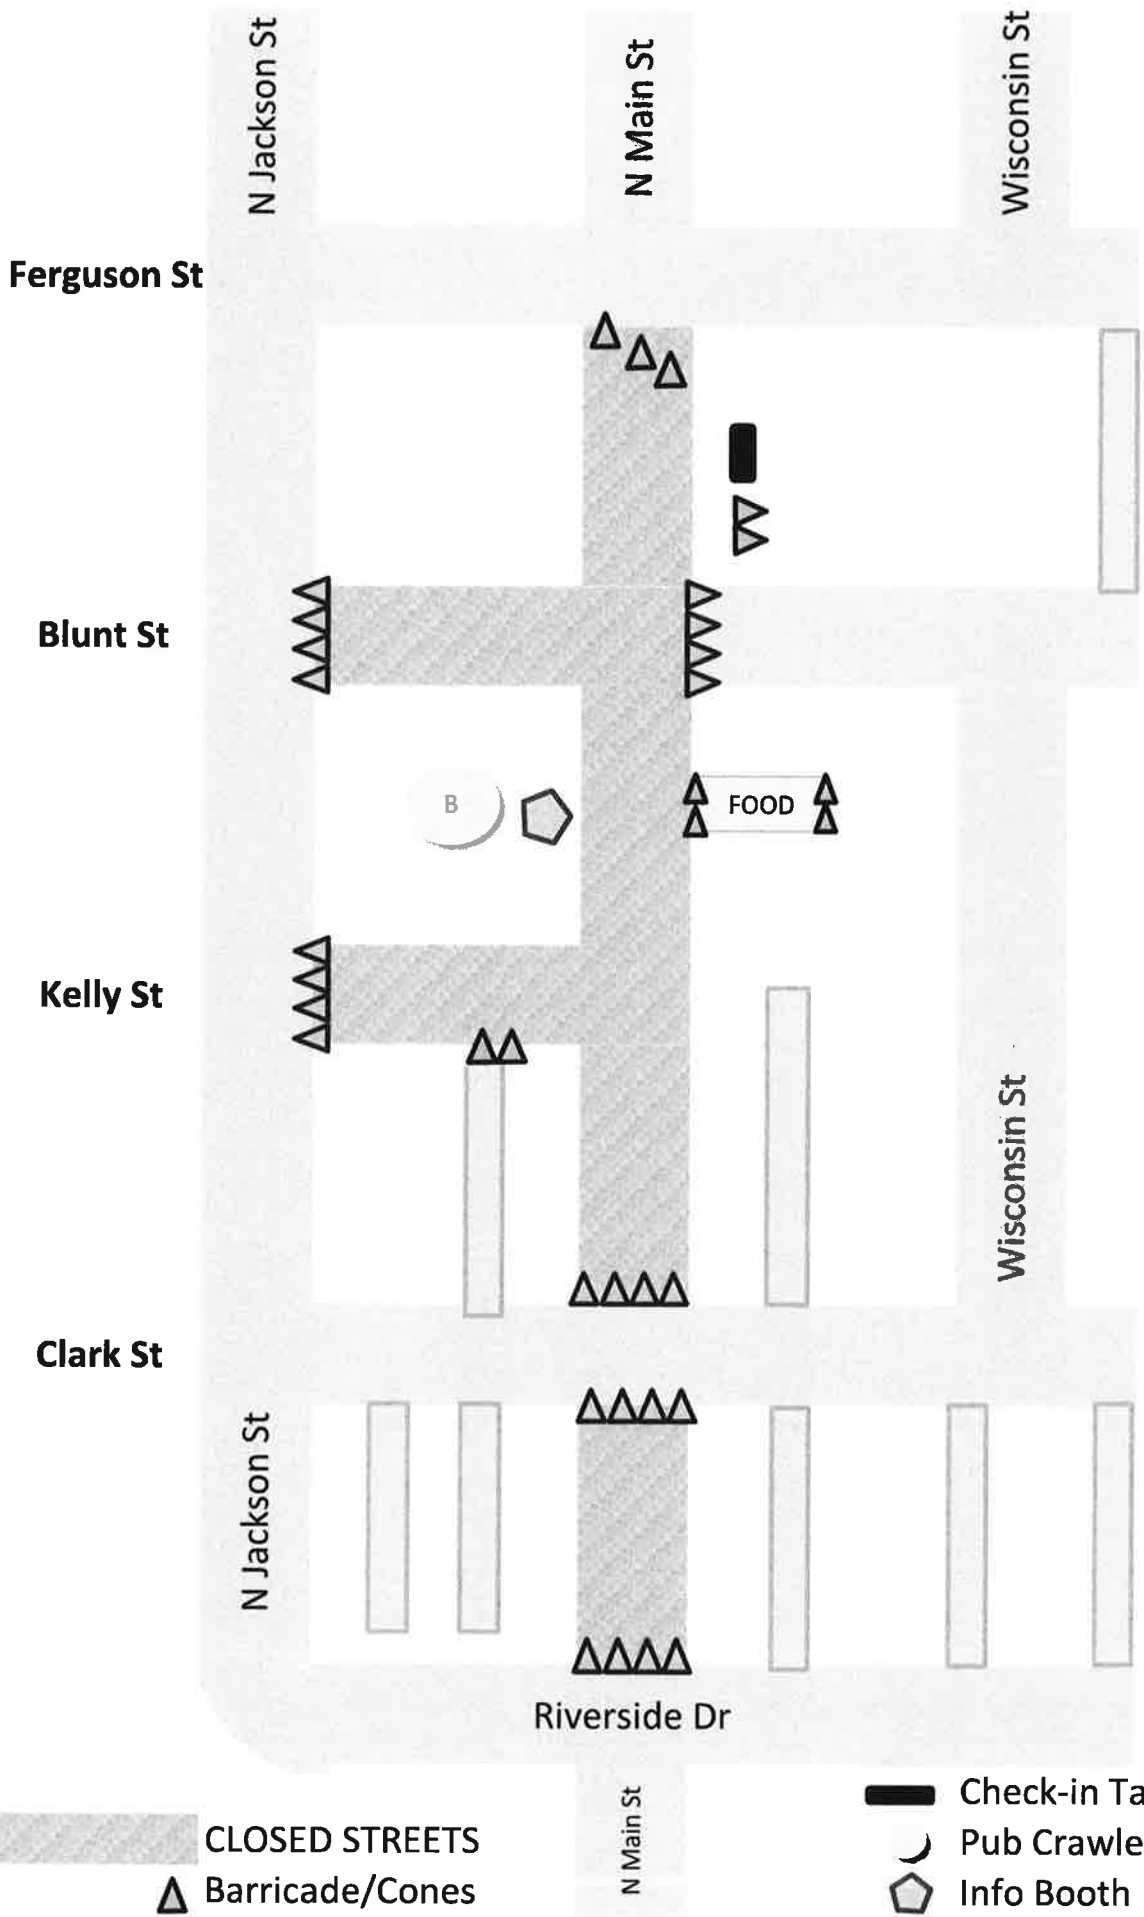 N Jackson St
N Main St
Wisconsin St
Ferguson St
Blunt St
B
FOOD
Kelly St
Wisconsin St
Clark St
N Jackson St
Riverside Dr
N Main St
CLOSED STREETS
Barricade/Cones
Check-in Ta
Pub Crawle
Info Booth